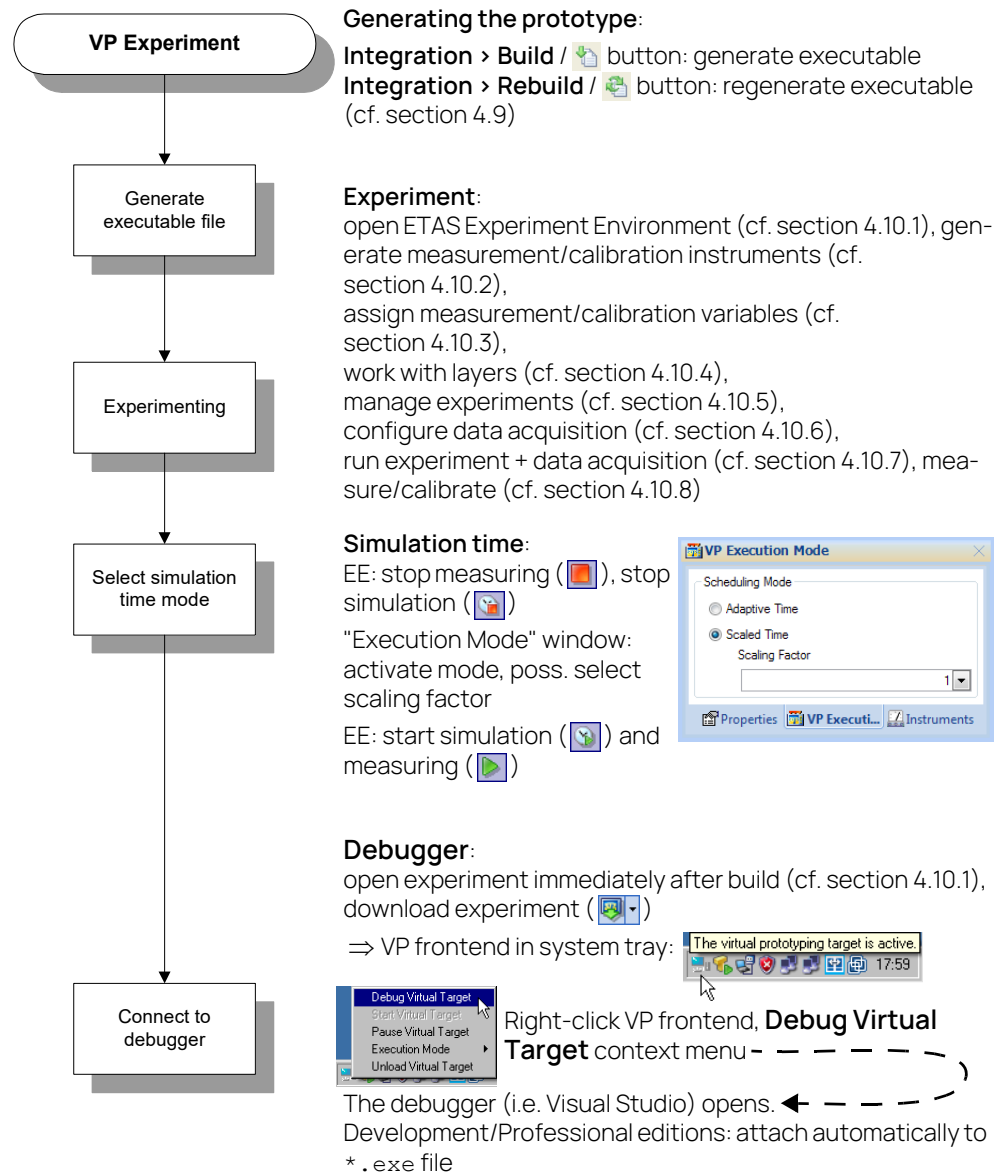 VP Experiment
Generating the prototype:
Integration > Build / button: generate executable
Integration > Rebuild / button: regenerate executable
(cf. section 4.9)
Generate
executable file
Experiment:
open ETAS Experiment Environment (cf. section 4.10.1), gen-
erate measurement/calibration instruments (cf.
section 4.10.2),
assign measurement/calibration variables (cf.
section 4.10.3),
work with layers (cf. section 4.10.4),
manage experiments (cf. section 4.10.5),
configure data acquisition (cf. section 4.10.6),
run experiment + data acquisition (cf. section 4.10.7), mea-
sure/calibrate (cf. section 4.10.8)
Experimenting
Select simulation
time mode
Simulation time:
EE: stop measuring ( ), stop
simulation ( )
"Execution Mode" window:
activate mode, poss. select
scaling factor
EE: start simulation ( ) and
measuring ( )
VP Execution Mode
Scheduling Mode
Adaptive Time
Scaled Time
Scaling Factor
1
Properties VP Executi... Instruments
Debugger:
open experiment immediately after build (cf. section 4.10.1),
download experiment ( )
⇒ VP frontend in system tray:
The virtual prototyping target is active.
17:59
Connect to
debugger
Debug Virtual Target
Start Virtual Target
Pause Virtual Target
Execution Mode
Unload Virtual Target
Right-click VP frontend, Debug Virtual
Target context menu
The debugger (i.e. Visual Studio) opens.
Development/Professional editions: attach automatically to
*.exe file